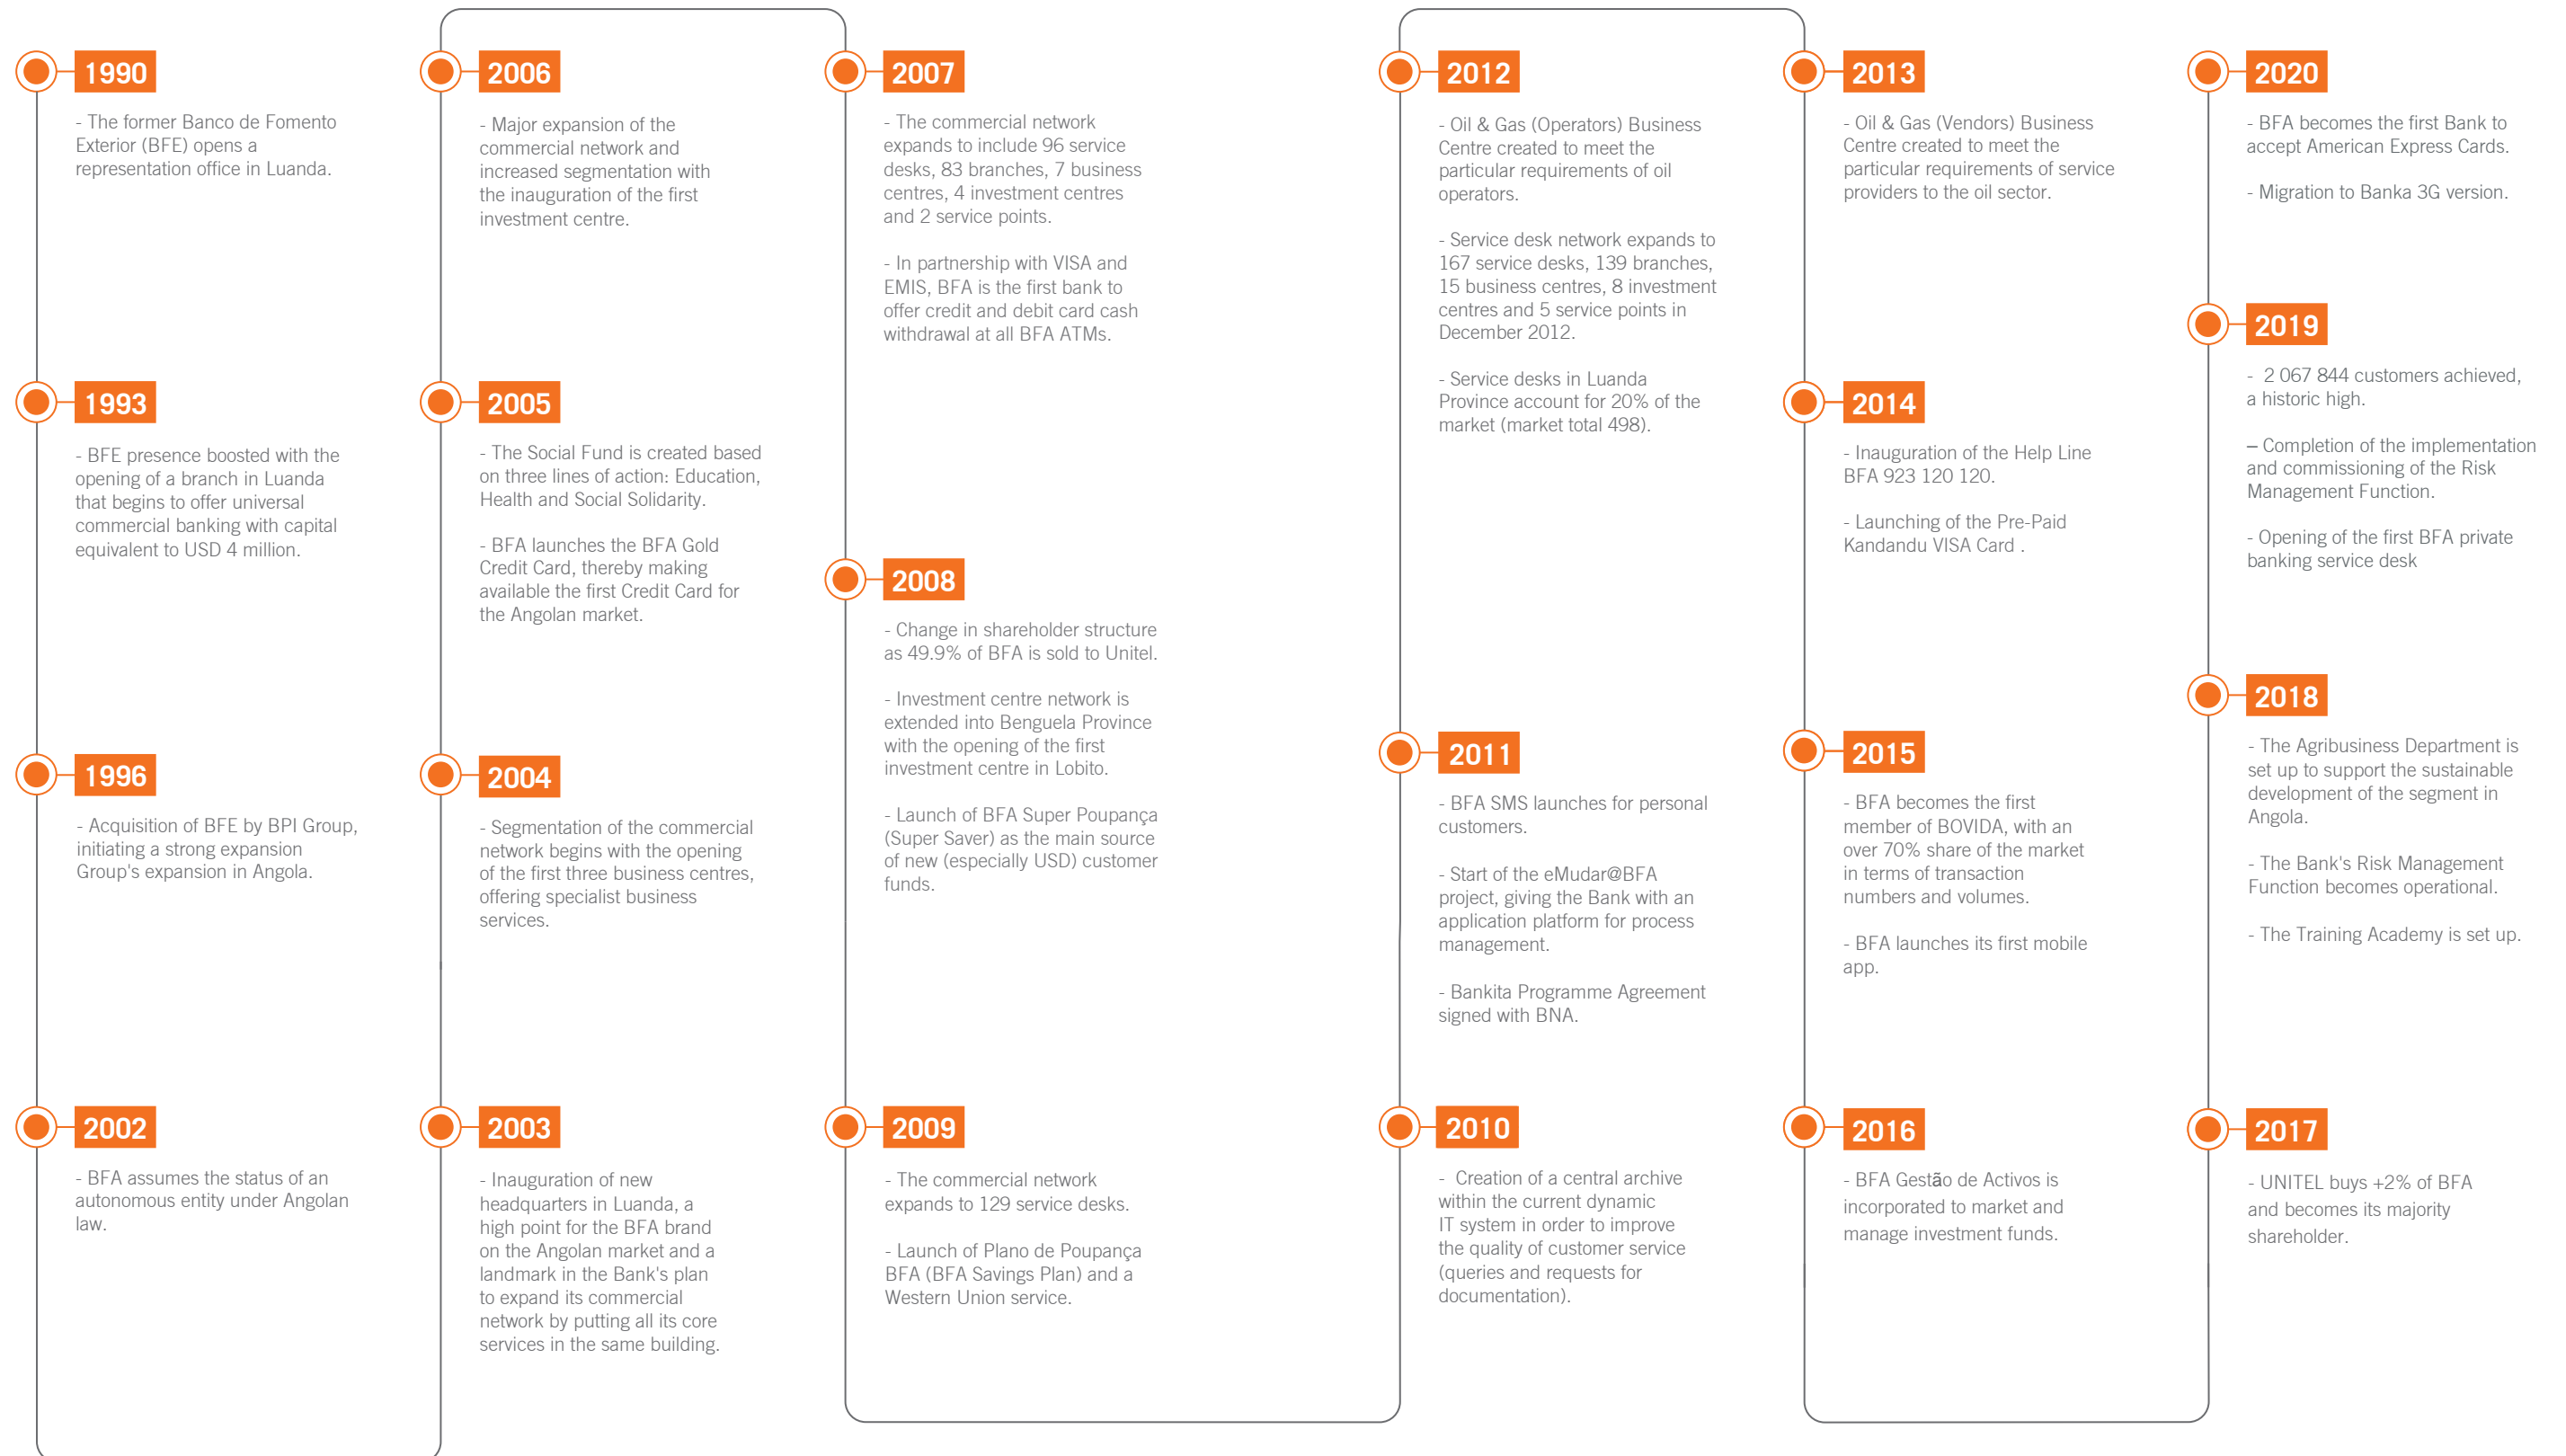 1990
- The former Banco de Fomento
Exterior (BFE) opens a
representation office in Luanda.
1993
- BFE presence boosted with the
opening of a branch in Luanda
that begins to offer universal
commercial banking with capital
equivalent to USD 4 million.
1996
- Acquisition of BFE by BPI Group,
initiating a strong expansion
Group's expansion in Angola.
2002
- BFA assumes the status of an
autonomous entity under Angolan
law.
2003
- Inauguration of new
headquarters in Luanda, a
high point for the BFA brand
on the Angolan market and a
landmark in the Bank's plan
to expand its commercial
network by putting all its core
services in the same building.
2004
- Segmentation of the commercial
network begins with the opening
of the first three business centres,
offering specialist business
services.
2005
- The Social Fund is created based
on three lines of action: Education,
Health and Social Solidarity.
- BFA launches the BFA Gold
Credit Card, thereby making
available the first Credit Card for
the Angolan market.
2006
- Major expansion of the
commercial network and
increased segmentation with
the inauguration of the first
investment centre.
2007
- The commercial network
expands to include 96 service
desks, 83 branches, 7 business
centres, 4 investment centres
and 2 service points.
- In partnership with VISA and
EMIS, BFA is the first bank to
offer credit and debit card cash
withdrawal at all BFA ATMs.
2008
- Change in shareholder structure
as 49.9% of BFA is sold to Unitel.
- Investment centre network is
extended into Benguela Province
with the opening of the first
investment centre in Lobito.
- Launch of BFA Super Poupança
(Super Saver) as the main source
of new (especially USD) customer
funds.
2009
- The commercial network
expands to 129 service desks.
- Launch of Plano de Poupança
BFA (BFA Savings Plan) and a
Western Union service.
2010
- Creation of a central archive
within the current dynamic
IT system in order to improve
the quality of customer service
(queries and requests for
documentation).
2011
- BFA SMS launches for personal
customers.
- Start of the eMudar@BFA
project, giving the Bank with an
application platform for process
management.
- Bankita Programme Agreement
signed with BNA.
2012
- Oil & Gas (Operators) Business
Centre created to meet the
particular requirements of oil
operators.
- Service desk network expands to
167 service desks, 139 branches,
15 business centres, 8 investment
centres and 5 service points in
December 2012.
- Service desks in Luanda
Province account for 20% of the
market (market total 498).
2013
- Oil & Gas (Vendors) Business
Centre created to meet the
particular requirements of service
providers to the oil sector.
2014
- Inauguration of the Help Line
BFA 923 120 120.
- Launching of the Pre-Paid
Kandandu VISA Card .
2015
- BFA becomes the first
member of BOVIDA, with an
over 70% share of the market
in terms of transaction
numbers and volumes.
- BFA launches its first mobile
app.
2016
- BFA Gestão de Activos is
incorporated to market and
manage investment funds.
2017
- UNITEL buys +2% of BFA
and becomes its majority
shareholder.
2018
- The Agribusiness Department is
set up to support the sustainable
development of the segment in
Angola.
- The Bank's Risk Management
Function becomes operational.
- The Training Academy is set up.
2019
- 2 067 844 customers achieved,
a historic high.
– Completion of the implementation
and commissioning of the Risk
Management Function.
- Opening of the first BFA private
banking service desk
2020
- BFA becomes the first Bank to
accept American Express Cards.
- Migration to Banka 3G version.